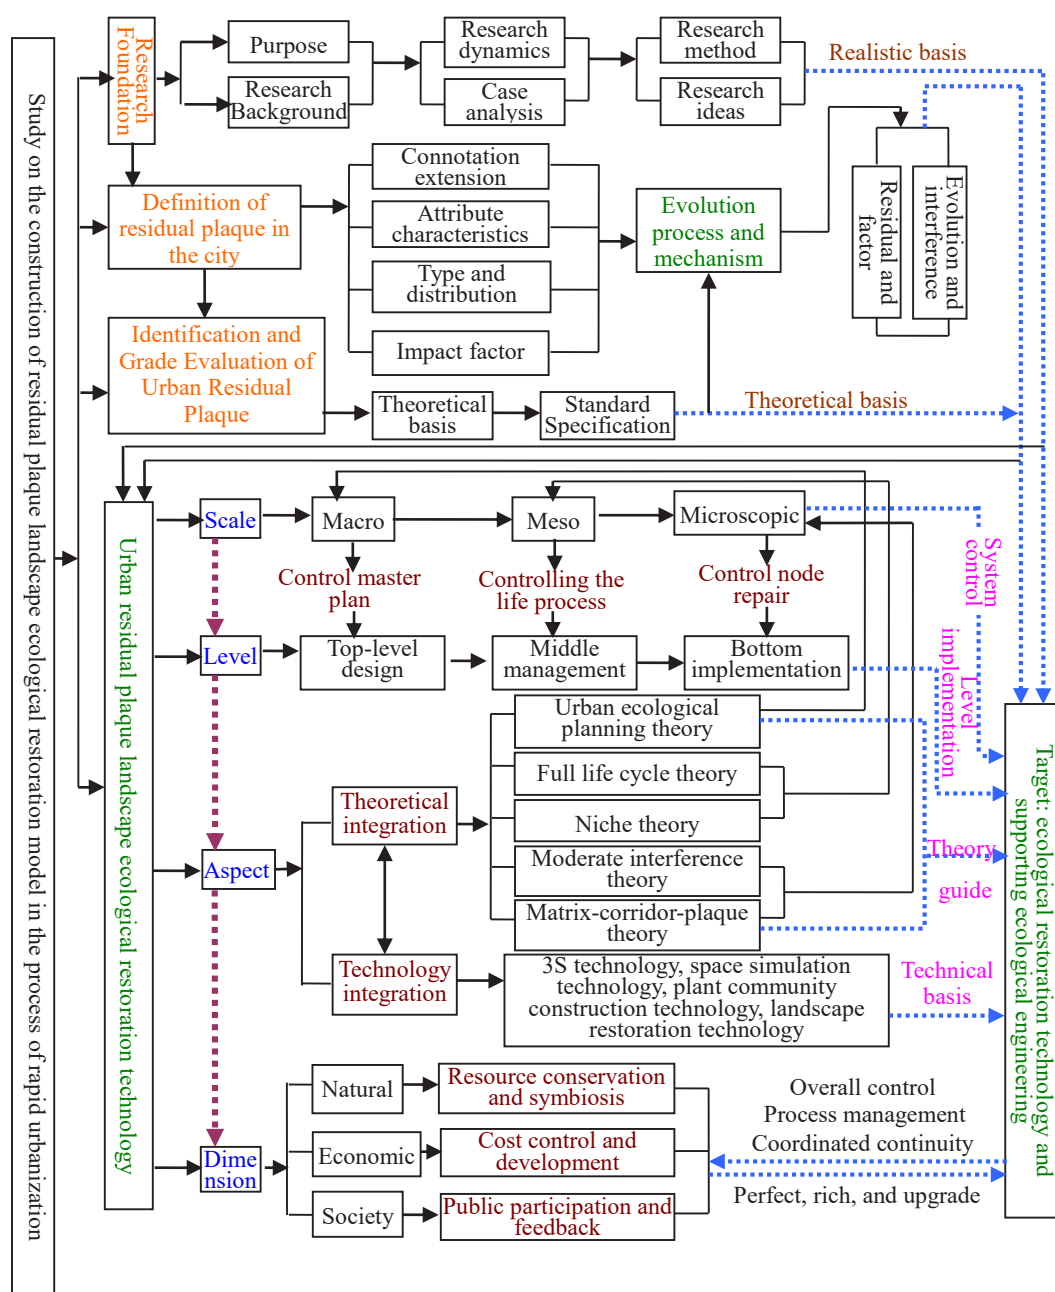 Study on the construction of residual plaque landscape ecological restoration model in the process of rapid urbanization
Research
Foundation
Purpose
Research
Background
Research
dynamics
Case
analysis
Research
method
Research
ideas
Realistic basis
Definition of
residual plaque in
the city
Connotation
extension
Attribute
characteristics
Type and
distribution
Impact factor
Evolution
process and
mechanism
Residual and
factor
Evolution and
interference
Identification and
Grade Evaluation of
Urban Residual
Plaque
Theoretical
basis
Standard
Specification
Theoretical basis
Urban residual plaque landscape ecological restoration technology
Scale
Macro
Meso
Microscopic
Control master
plan
Controlling the
life process
Control node
repair
System
control
Level
Top-level
design
Middle
management
Bottom
implementation
Level
implementation
Aspect
Theoretical
integration
Urban ecological
planning theory
Full life cycle theory
Niche theory
Moderate interference
theory
Matrix-corridor-plaque
theory
Theory
guide
Technology
integration
3S technology, space simulation
technology, plant community
construction technology, landscape
restoration technology
Technical
basis
Target: ecological restoration technology and
supporting ecological engineering
Dime
nsion
Natural
Resource conservation
and symbiosis
Economic
Cost control and
development
Society
Public participation and
feedback
Overall control
Process management
Coordinated continuity
Perfect, rich, and upgrade